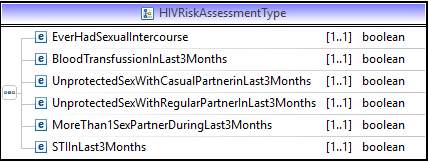 HIVRiskAssessmentType
e EverHadSexualIntercourse [1..1] boolean
e BloodTransfussionInLast3Months [1..1] boolean
e UnprotectedSexWithCasualPartnerinLast3Months [1..1] boolean
e UnprotectedSexWithRegularPartnerInLast3Months [1..1] boolean
e MoreThan1SexPartnerDuringLast3Months [1..1] boolean
e STIInLast3Months [1..1] boolean